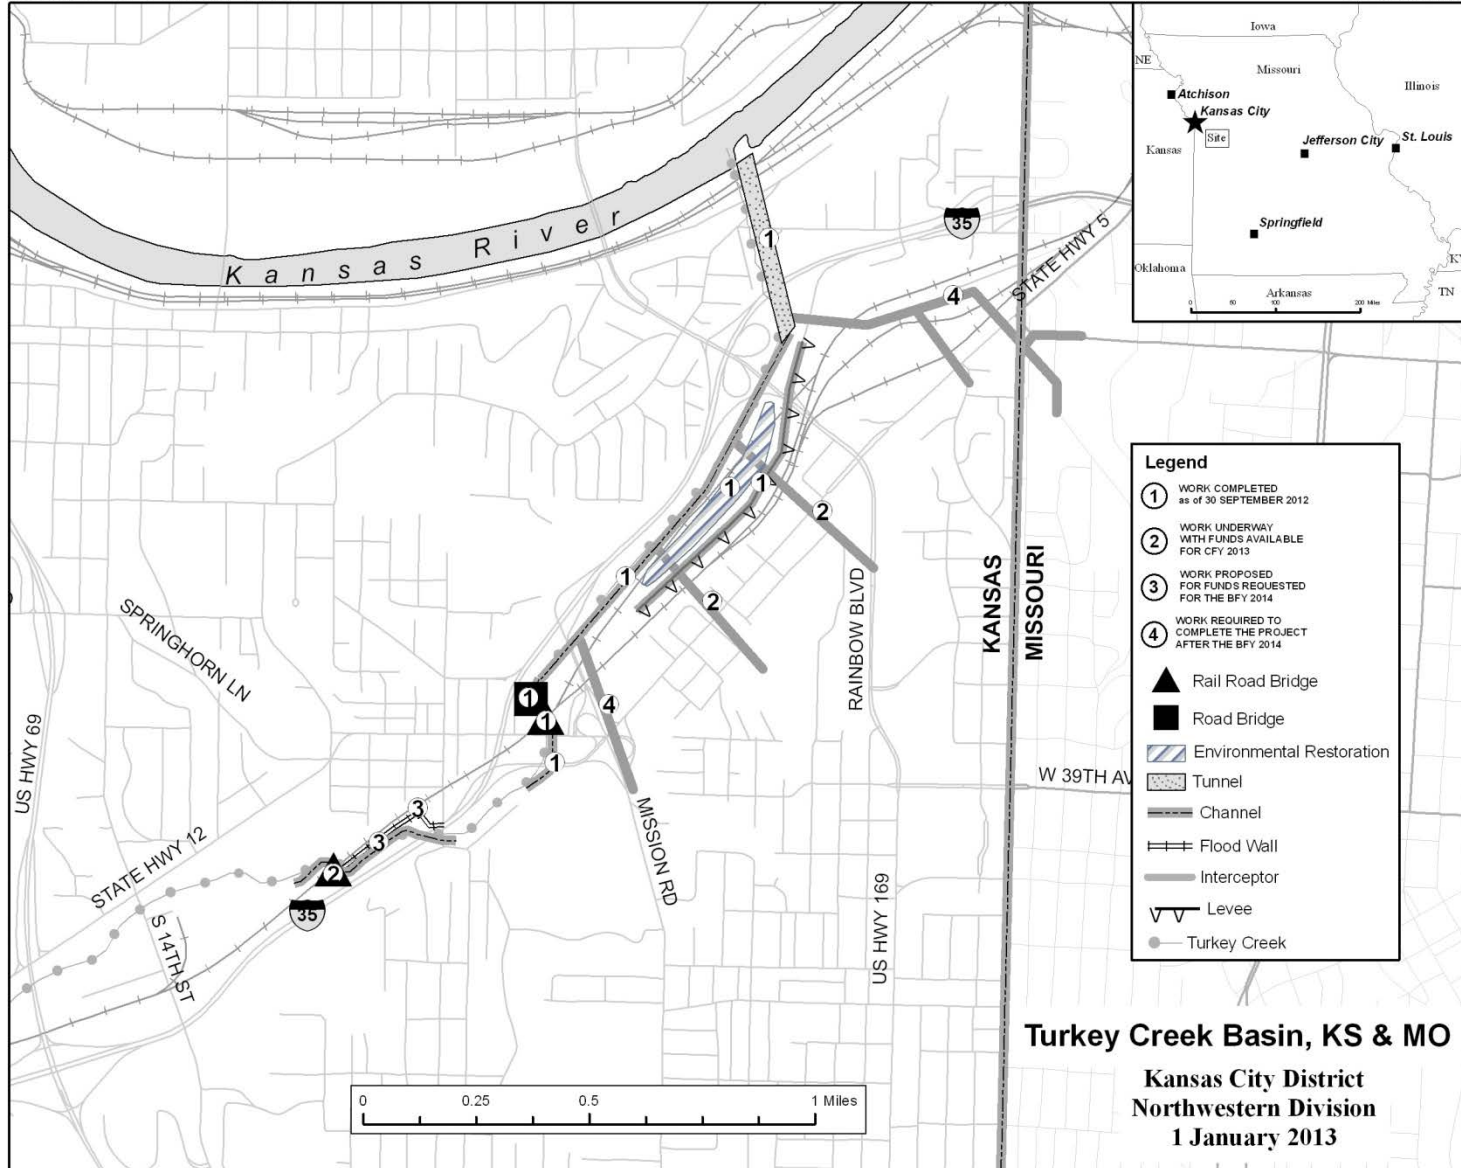 Iowa
NE
Missouri
Illinois
Atchison
Kansas City
Site
Kansas
Jefferson City
St. Louis
Springfield
Oklahoma
Arkansas
KY
TN
0 50 100 200 Miles
Kansas River
1
35
STATE HWY 5
4
1
1
2
1
2
KANSAS
MISSOURI
RAINBOW BLVD
SPRINGHORN LN
US HWY 69
1
1
4
1
W 39TH AV
MISSION RD
3
3
2
STATE HWY 12
35
S 14TH ST
US HWY 169
Legend
1 WORK COMPLETED
as of 30 SEPTEMBER 2012
2 WORK UNDERWAY
WITH FUNDS AVAILABLE
FOR CFY 2013
3 WORK PROPOSED
FOR FUNDS REQUESTED
FOR THE BFY 2014
4 WORK REQUIRED TO
COMPLETE THE PROJECT
AFTER THE BFY 2014
Rail Road Bridge
Road Bridge
Environmental Restoration
Tunnel
Channel
Flood Wall
Interceptor
Levee
Turkey Creek
0 0.25 0.5 1 Miles
Turkey Creek Basin, KS & MO
Kansas City District
Northwestern Division
1 January 2013